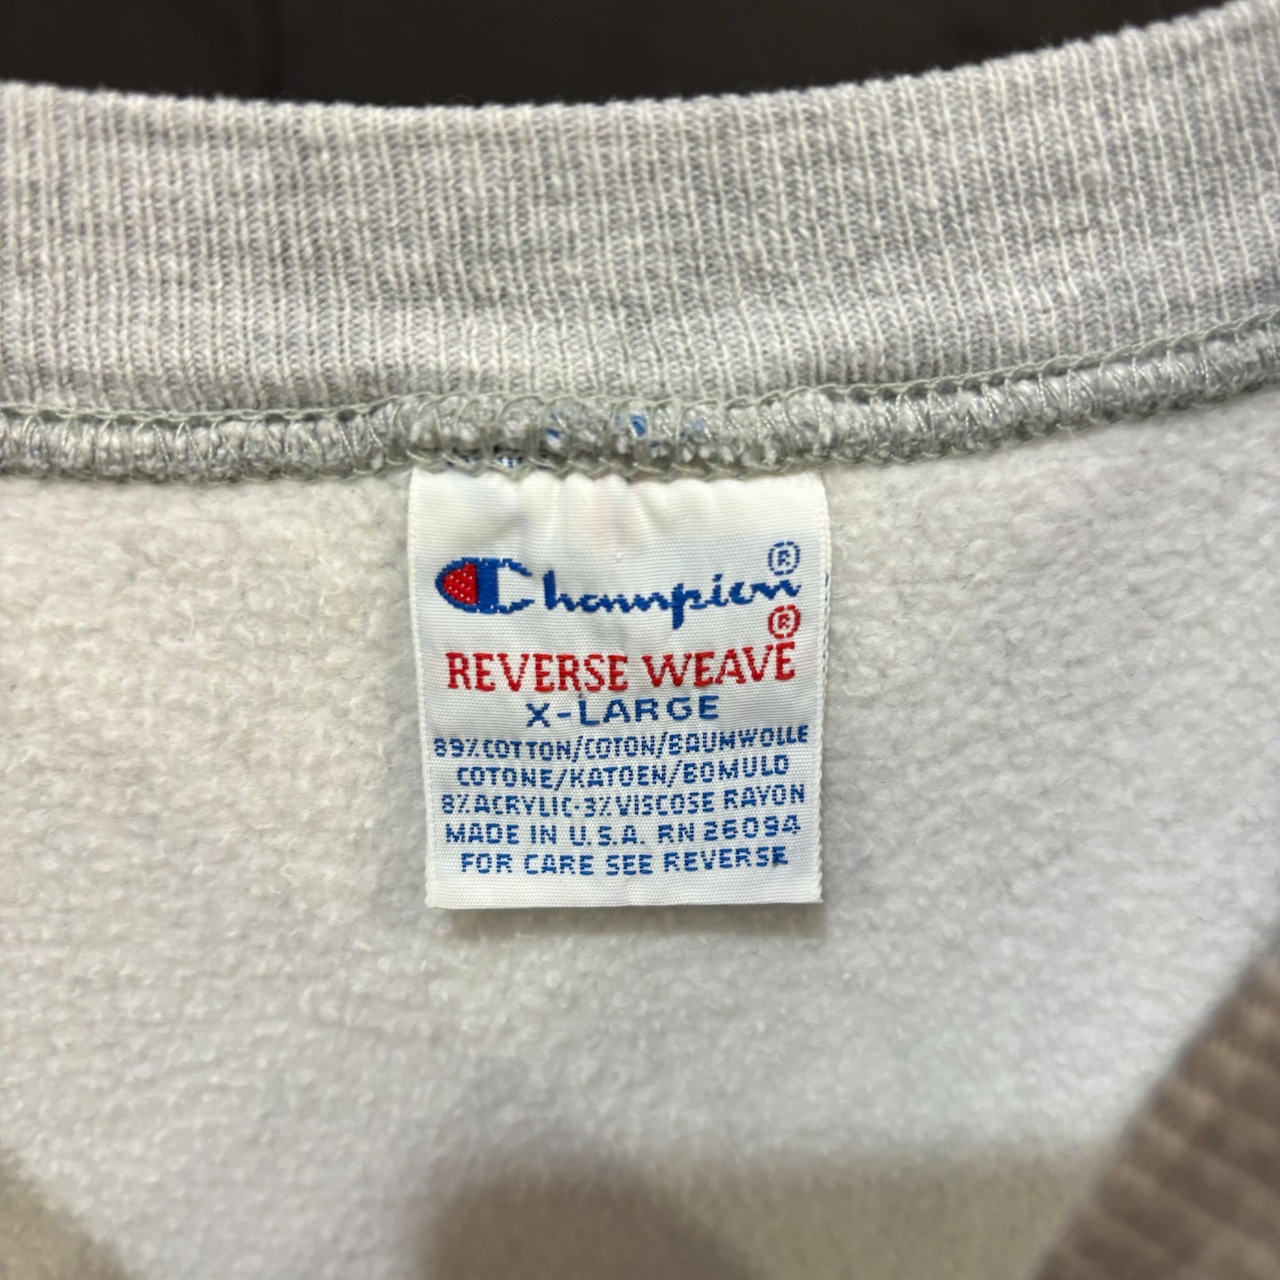 Champion®
®
REVERSE WEAVE
X-LARGE
89% COTTON/COTON/BAUMWOLLE
COTONE/KATOEN/BOMULD
8% ACRYLIC-3% VISCOSE RAYON
MADE IN U.S.A. RN 26094
FOR CARE SEE REVERSE